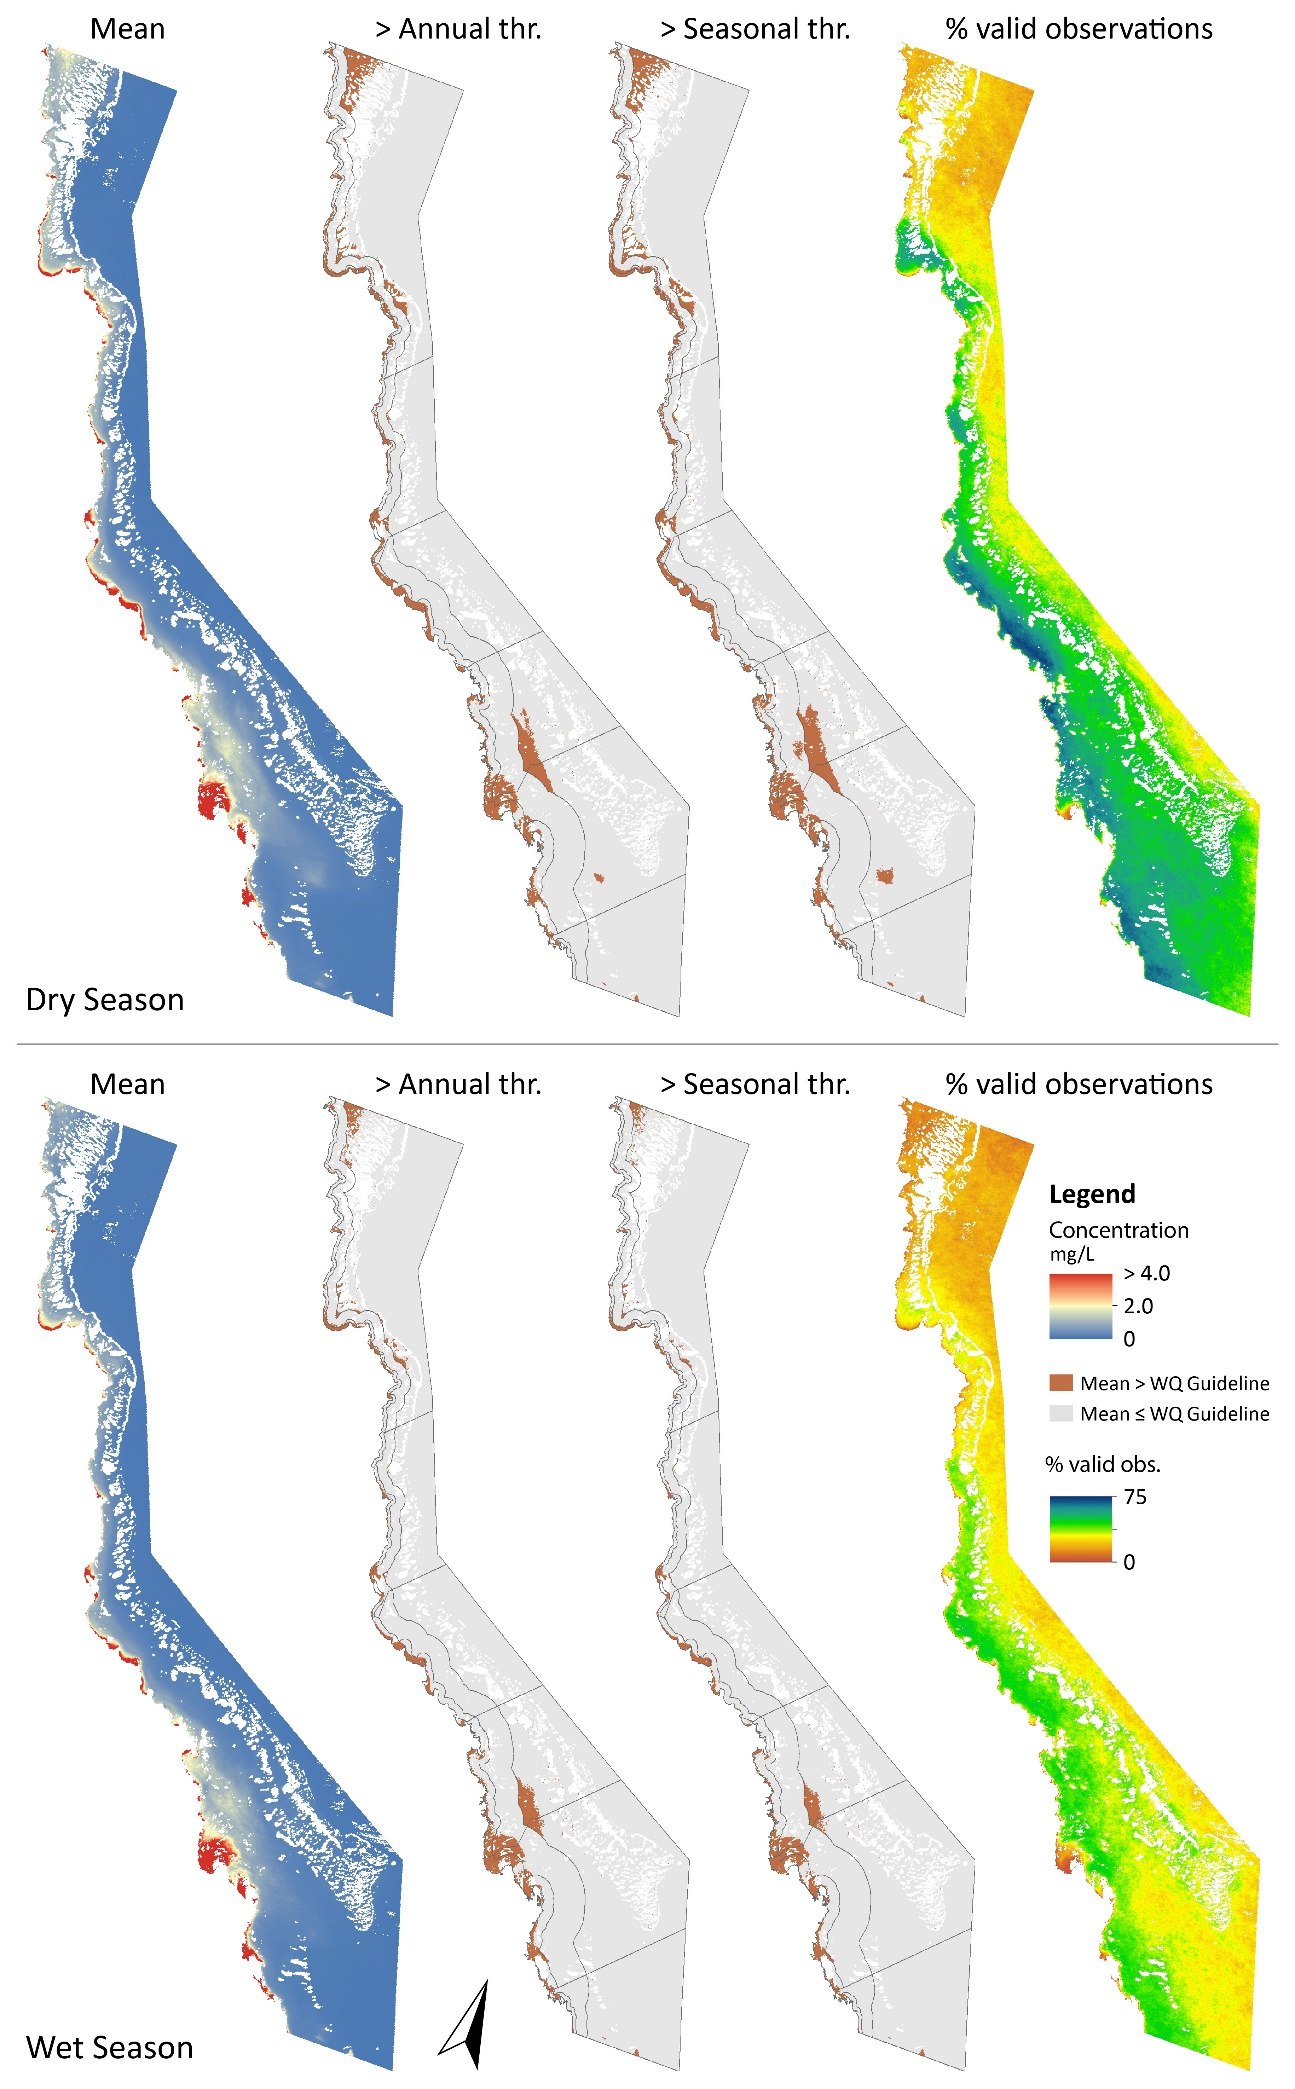 Mean
> Annual thr.
> Seasonal thr.
% valid observations
Dry Season
Mean
> Annual thr.
> Seasonal thr.
% valid observations
Legend
Concentration
mg/L
> 4.0
2.0
0
Mean > WQ Guideline
Mean ≤ WQ Guideline
% valid obs.
75
0
Wet Season